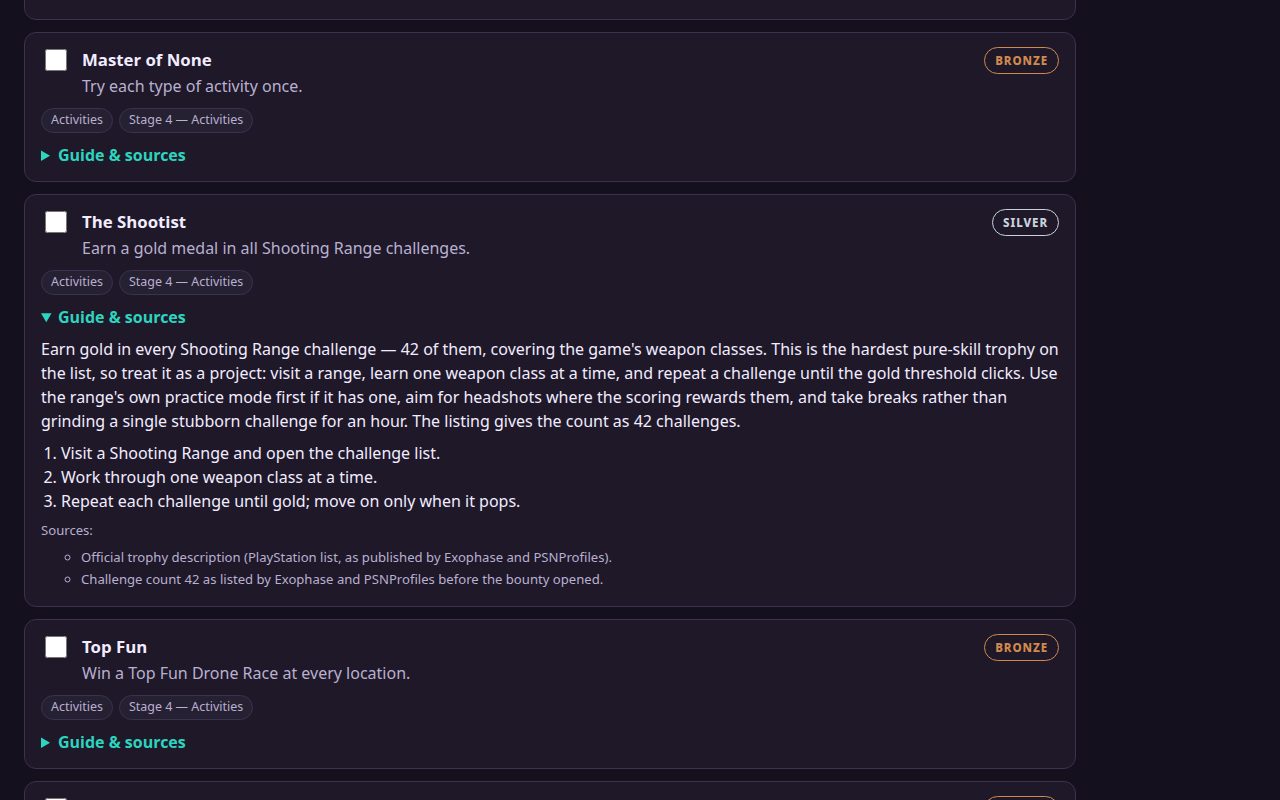 Master of None
BRONZE
Try each type of activity once.
Activities
Stage 4 — Activities
Guide & sources
The Shootist
SILVER
Earn a gold medal in all Shooting Range challenges.
Activities
Stage 4 — Activities
Guide & sources
Earn gold in every Shooting Range challenge — 42 of them, covering the game's weapon classes. This is the hardest pure-skill trophy on
the list, so treat it as a project: visit a range, learn one weapon class at a time, and repeat a challenge until the gold threshold clicks. Use
the range's own practice mode first if it has one, aim for headshots where the scoring rewards them, and take breaks rather than
grinding a single stubborn challenge for an hour. The listing gives the count as 42 challenges.
1. Visit a Shooting Range and open the challenge list.
2. Work through one weapon class at a time.
3. Repeat each challenge until gold; move on only when it pops.
Sources:
Official trophy description (PlayStation list, as published by Exophase and PSNProfiles).
Challenge count 42 as listed by Exophase and PSNProfiles before the bounty opened.
Top Fun
BRONZE
Win a Top Fun Drone Race at every location.
Activities
Stage 4 — Activities
Guide & sources